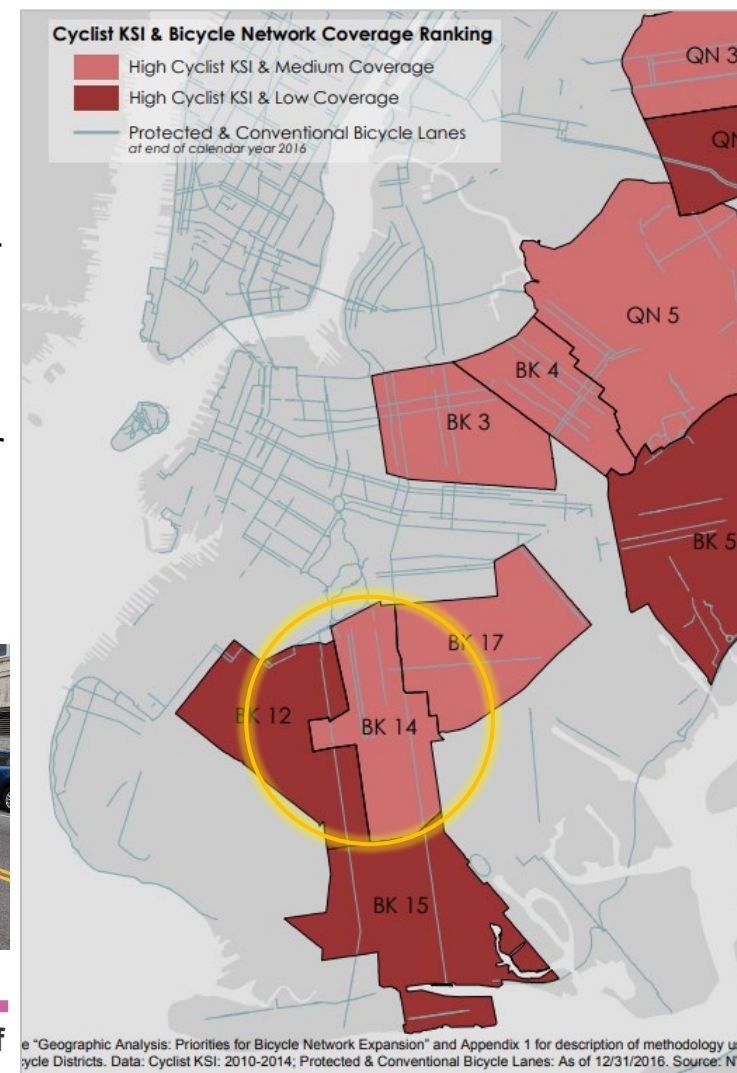 Cyclist KSI & Bicycle Network Coverage Ranking
High Cyclist KSI & Medium Coverage
High Cyclist KSI & Low Coverage
Protected & Conventional Bicycle Lanes
at end of calendar year 2016
QN 3
QN
QN 5
BK 4
BK 3
BK 5
BK 17
BK 12
BK 14
BK 15
"Geographic Analysis: Priorities for Bicycle Network Expansion" and Appendix 1 for description of methodology
Districts. Data: Cyclist KSI: 2010-2014; Protected & Conventional Bicycle Lanes: As of 12/31/2016. Source: